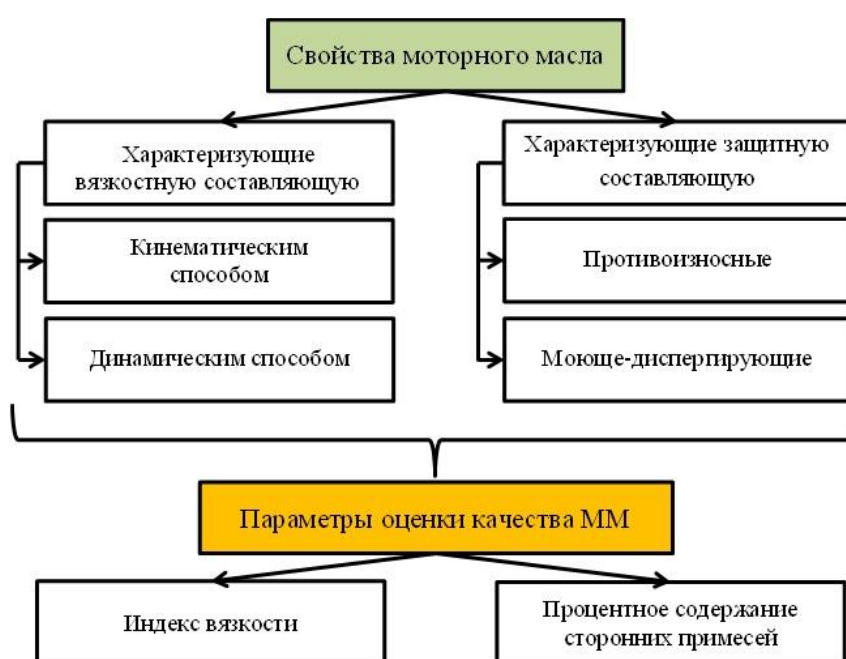 Свойства моторного масла
Характеризующие
вязкостную составляющую
Кинематическим
способом
Динамическим способом
Характеризующие защитную
составляющую
Противоизносные
Моюще-диспертирующие
Параметры оценки качества ММ
Индекс вязкости
Процентное содержание
сторонних примесей